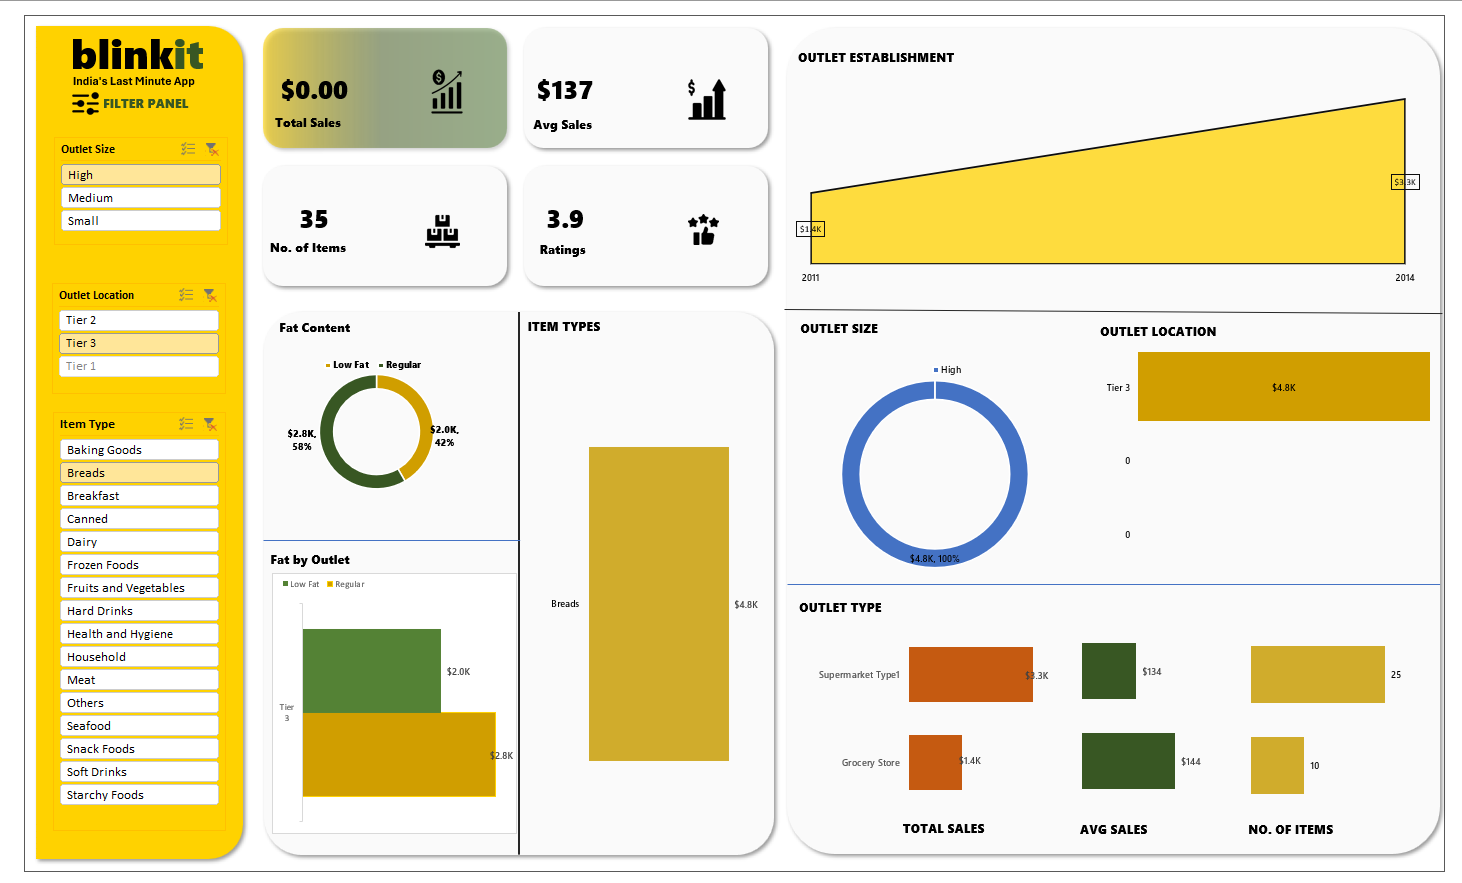 blinkit
India's Last Minute App
FILTER PANEL
Outlet Size
High
Medium
Small
Outlet Location
Tier 2
Tier 3
Tier 1
Item Type
Baking Goods
Breads
Breakfast
Canned
Dairy
Frozen Foods
Fruits and Vegetables
Hard Drinks
Health and Hygiene
Household
Meat
Others
Seafood
Snack Foods
Soft Drinks
Starchy Foods
$0.00
Total Sales
$137
Avg Sales
35
No. of Items
3.9
Ratings
Fat Content
Low Fat Regular
$2.8K,
58%
$2.0K,
42%
Fat by Outlet
Low Fat Regular
Tier
3
$2.0K
$2.8K
ITEM TYPES
Breads
$4.8K
OUTLET ESTABLISHMENT
$1.4K
$3.3K
2011
2014
OUTLET SIZE
High
$4.8K, 100%
OUTLET LOCATION
Tier 3
$4.8K
0
0
OUTLET TYPE
Supermarket Type1
$3.3K
$134
25
Grocery Store
$1.4K
$144
10
TOTAL SALES
AVG SALES
NO. OF ITEMS